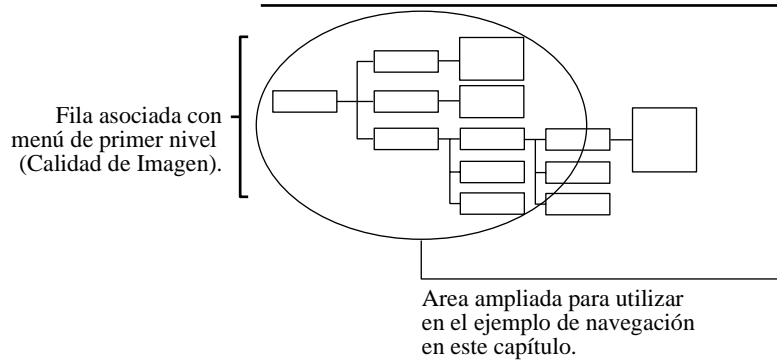 Fila asociada con
menú de primer nivel
(Calidad de Imagen).
Area ampliada para utilizar
en el ejemplo de navegación
en este capítulo.